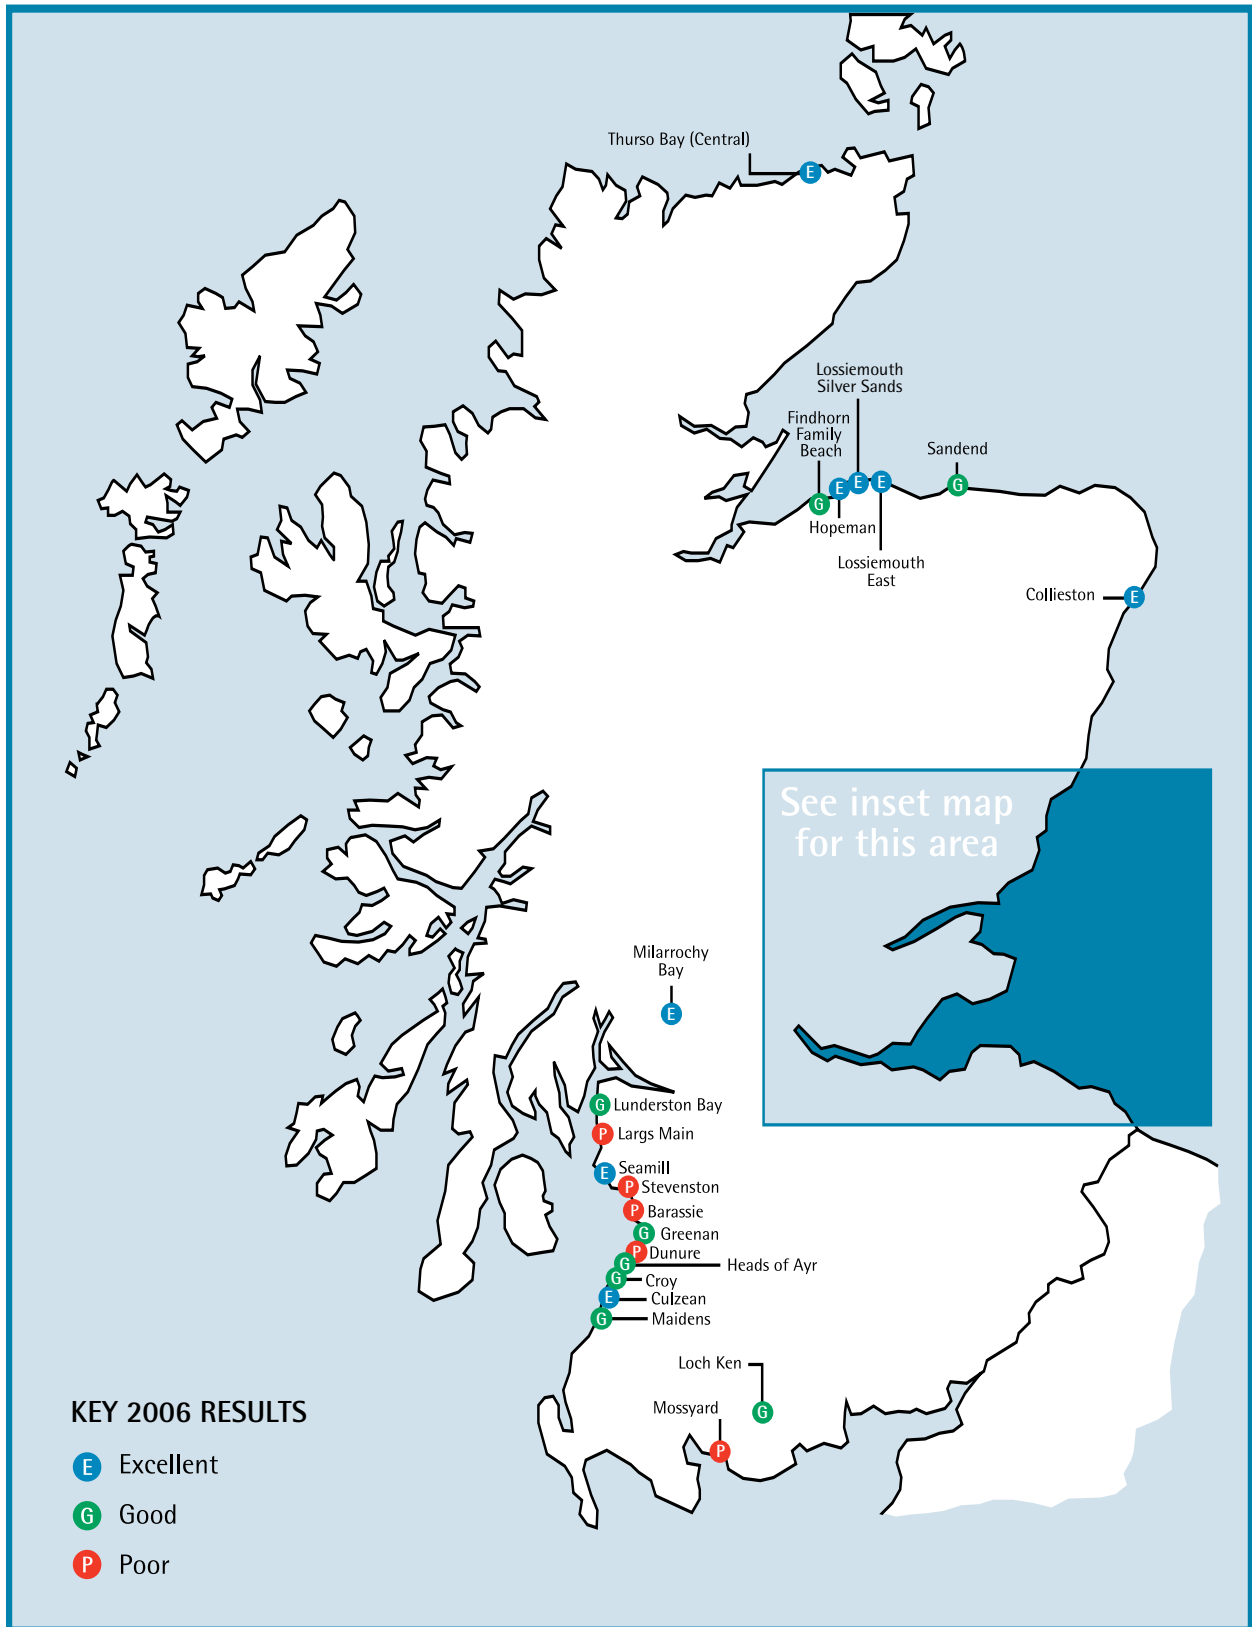 Thurso Bay (Central)
E
Lossiemouth
Silver Sands
Findhorn
Family
Beach
Sandend
E
E
E
G
G
Hopeman
Lossiemouth
East
Collieston
E
See inset map
for this area
Milarrochy
Bay
E
G Lunderston Bay
P Largs Main
E Seamill
P Stevenston
P Barassie
G Greenan
P Dunure
G Heads of Ayr
G Croy
E Culzean
G Maidens
Loch Ken
G
Mossyard
P
KEY 2006 RESULTS
E Excellent
G Good
P Poor